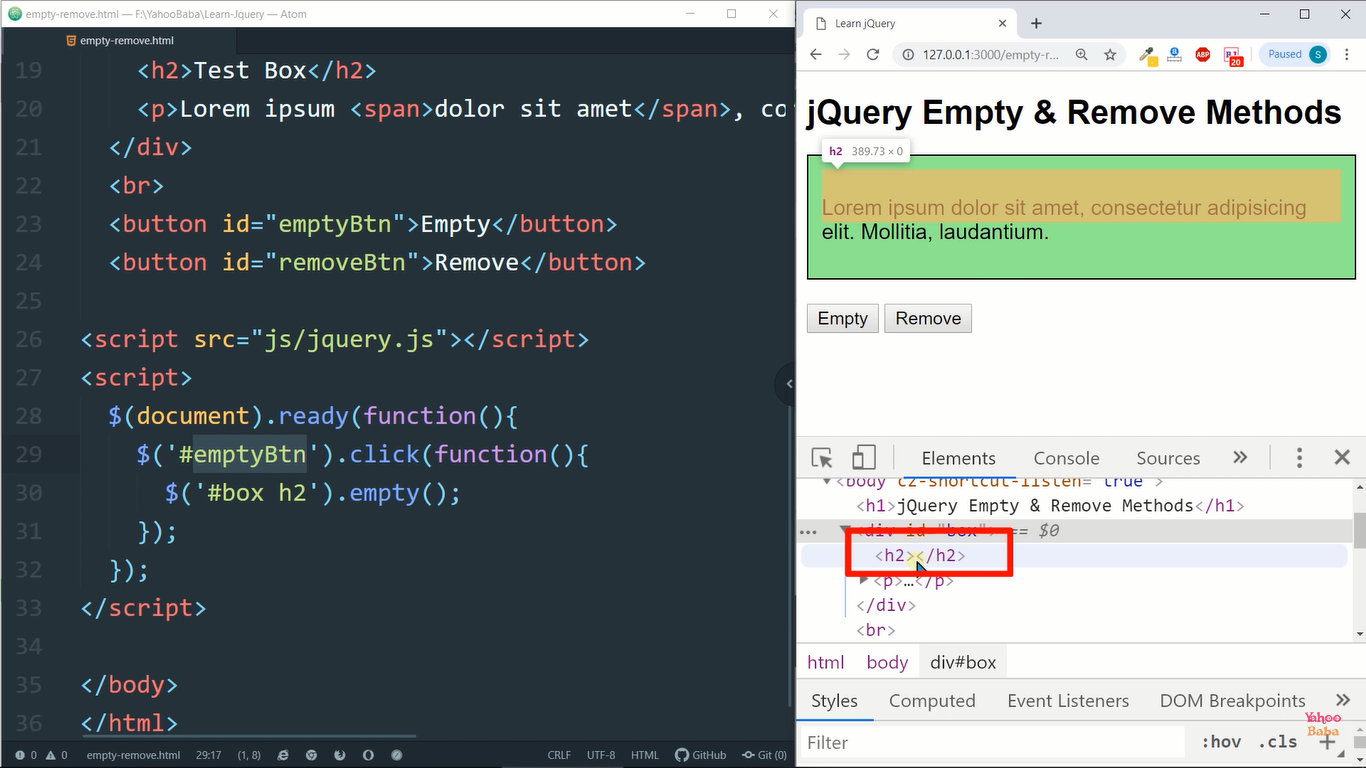 empty-remove.html — F:\YahooBaba\Learn-Jquery — Atom
empty-remove.html
19 <h2>Test Box</h2>
20 <p>Lorem ipsum <span>dolor sit amet</span>, co
21 </div>
22 <br>
23 <button id="emptyBtn">Empty</button>
24 <button id="removeBtn">Remove</button>
25
26 <script src="js/jquery.js"></script>
27 <script>
28 $(document).ready(function(){
29 $('#emptyBtn').click(function(){
30 $('#box h2').empty();
31 });
32 });
33 </script>
34
35 </body>
36 </html>
0 0 empty-remove.html 29:17 (1, 8) CRLF UTF-8 HTML GitHub Git (0)
Learn jQuery
127.0.0.1:3000/empty-r... ABP 20 Paused S
jQuery Empty & Remove Methods
h2 389.73 × 0
Lorem ipsum dolor sit amet, consectetur adipisicing
elit. Mollitia, laudantium.
Empty Remove
Elements Console Sources »
<body cz-shortcut-listen="true">
<h1>jQuery Empty & Remove Methods</h1>
<div id="box"> == $0
<h2></h2>
<p>…</p>
</div>
<br>
html body div#box
Styles Computed Event Listeners DOM Breakpoints »
Filter :hov .cls +
Yahoo
Baba